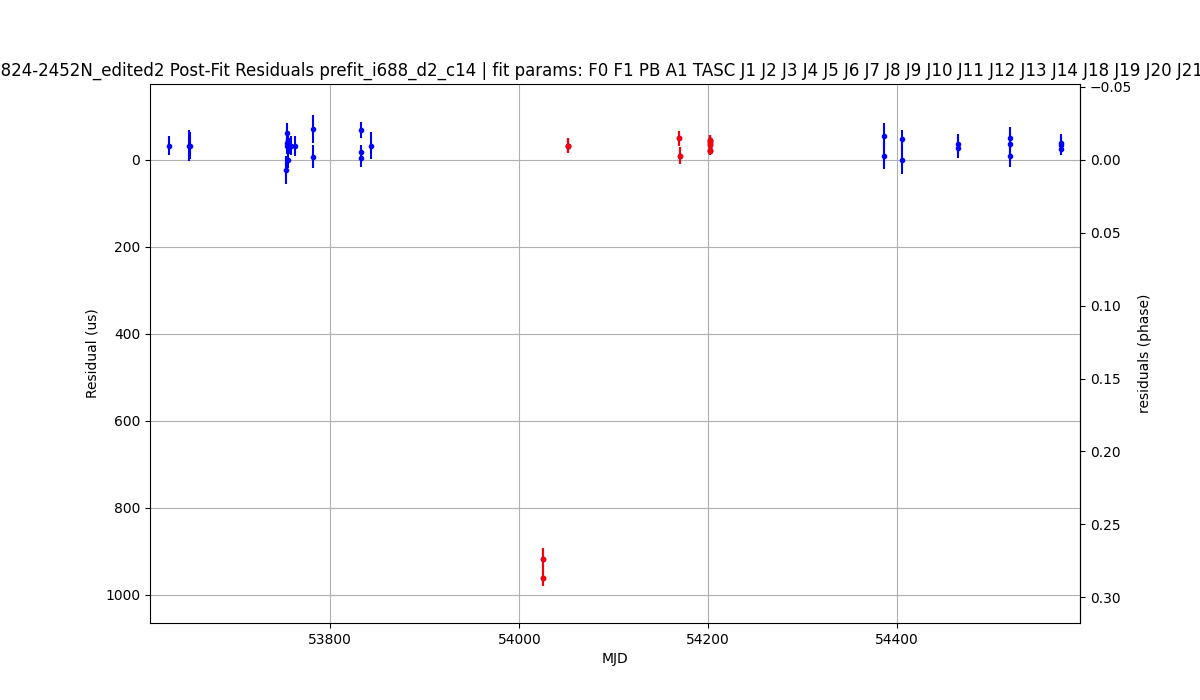 824-2452N_edited2 Post-Fit Residuals prefit_i688_d2_c14 | fit params: F0 F1 PB A1 TASC J1 J2 J3 J4 J5 J6 J7 J8 J9 J10 J11 J12 J13 J14 J18 J19 J20 J21
−0.05
0 0.00
200 0.05
0.10
400 0.15
600 0.20
800 0.25
1000 0.30
Residual (us)
residuals (phase)
53800 54000 54200 54400
MJD